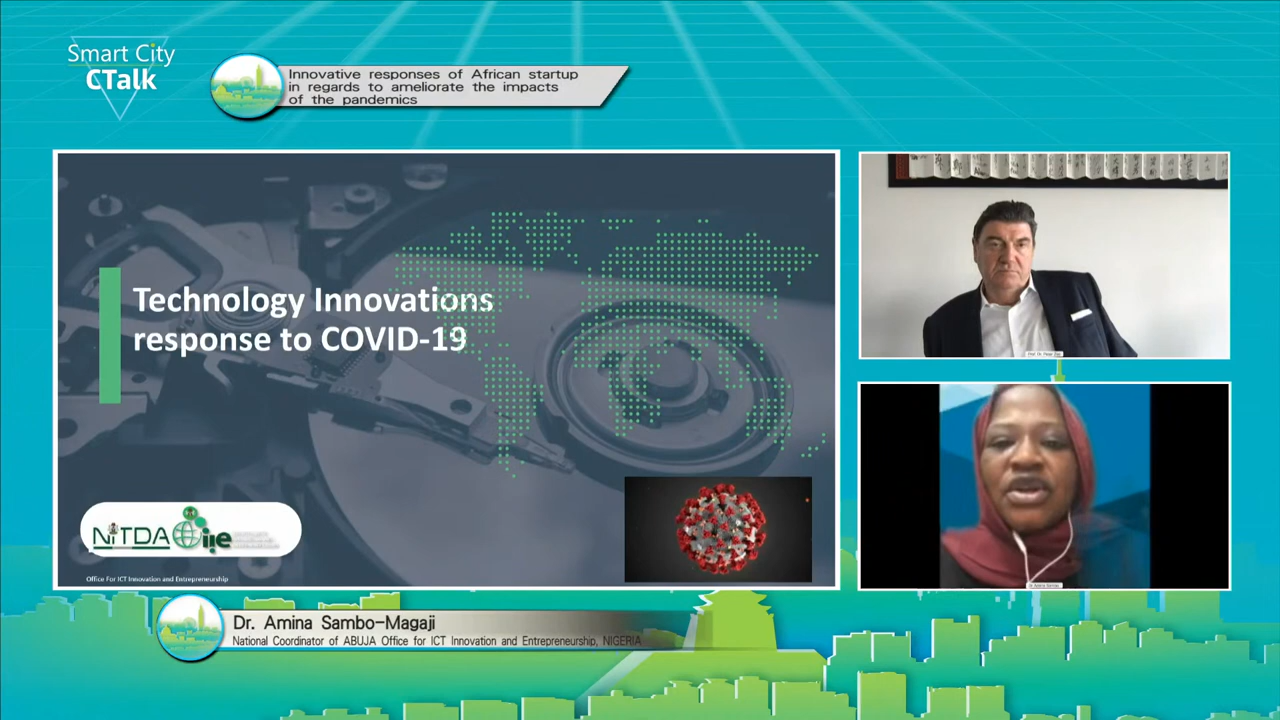 Smart City
CTalk
Innovative responses of African startup
in regards to ameliorate the impacts
of the pandemics
Technology Innovations
response to COVID-19
NiTDA
iiE
Office For ICT Innovation and Entrepreneurship
Dr. Amina Sambo-Magaji
National Coordinator of ABUJA Office for ICT Innovation and Entrepreneurship, NIGERIA